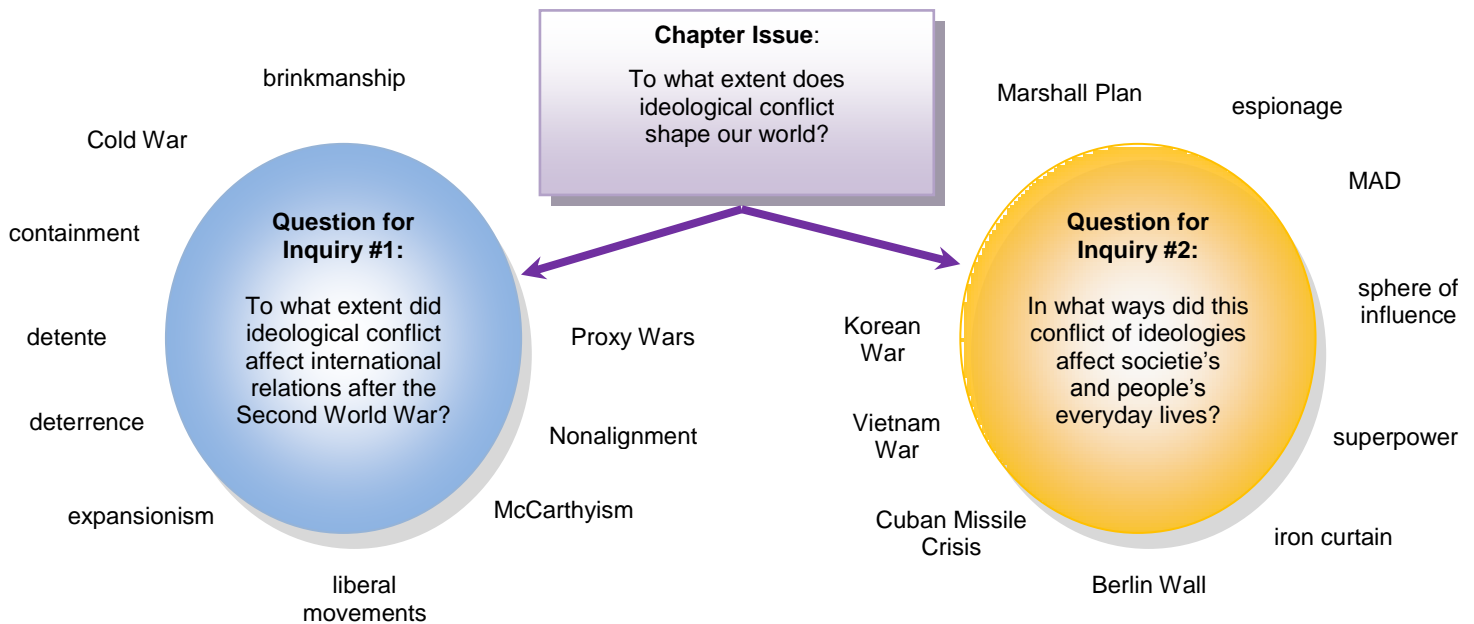 Chapter Issue:
To what extent does
ideological conflict
shape our world?
brinkmanship
Cold War
containment
detente
deterrence
expansionism
liberal
movements
McCarthyism
Nonalignment
Proxy Wars
Question for
Inquiry #1:
To what extent did
ideological conflict
affect international
relations after the
Second World War?
Marshall Plan
espionage
MAD
sphere of
influence
superpower
iron curtain
Berlin Wall
Cuban Missile
Crisis
Vietnam
War
Korean
War
Question for
Inquiry #2:
In what ways did this
conflict of ideologies
affect societie's
and people's
everyday lives?